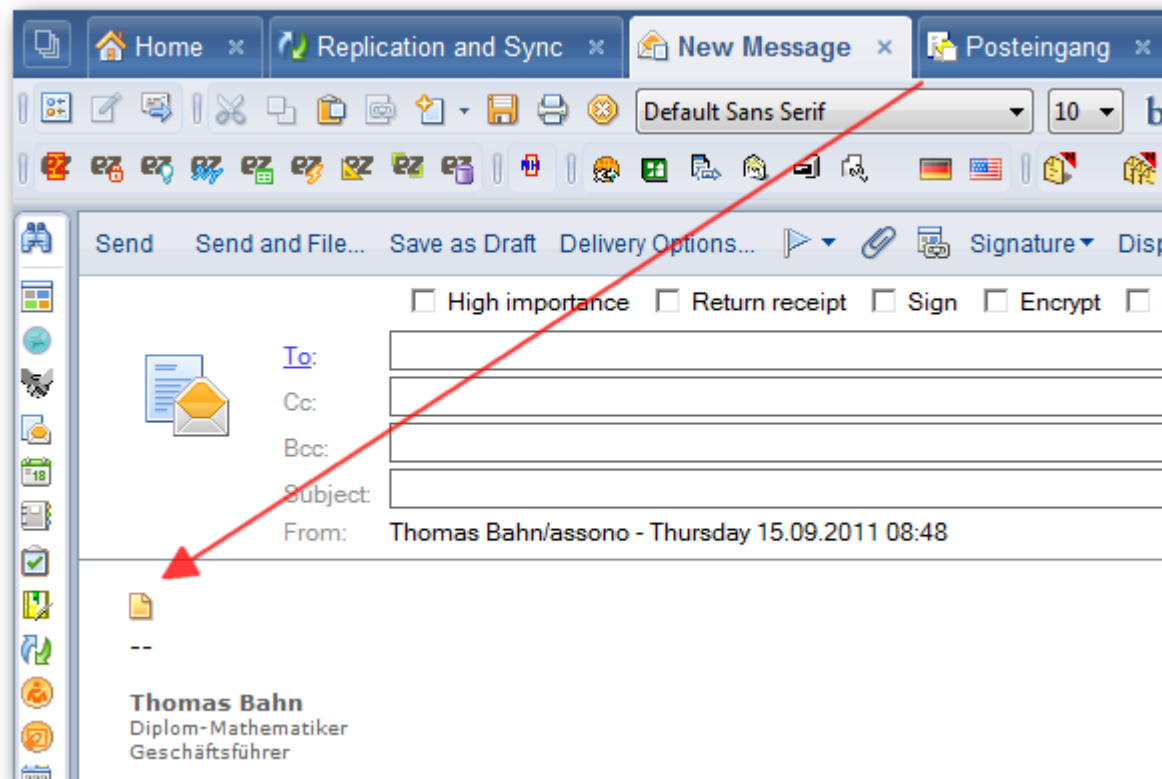 Home × Replication and Sync × New Message × Posteingang ×
Default Sans Serif 10 b
Send Send and File... Save as Draft Delivery Options... Signature
High importance Return receipt Sign Encrypt
To:
Cc:
Bcc:
Subject:
From: Thomas Bahn/assono - Thursday 15.09.2011 08:48
--
Thomas Bahn
Diplom-Mathematiker
Geschäftsführer